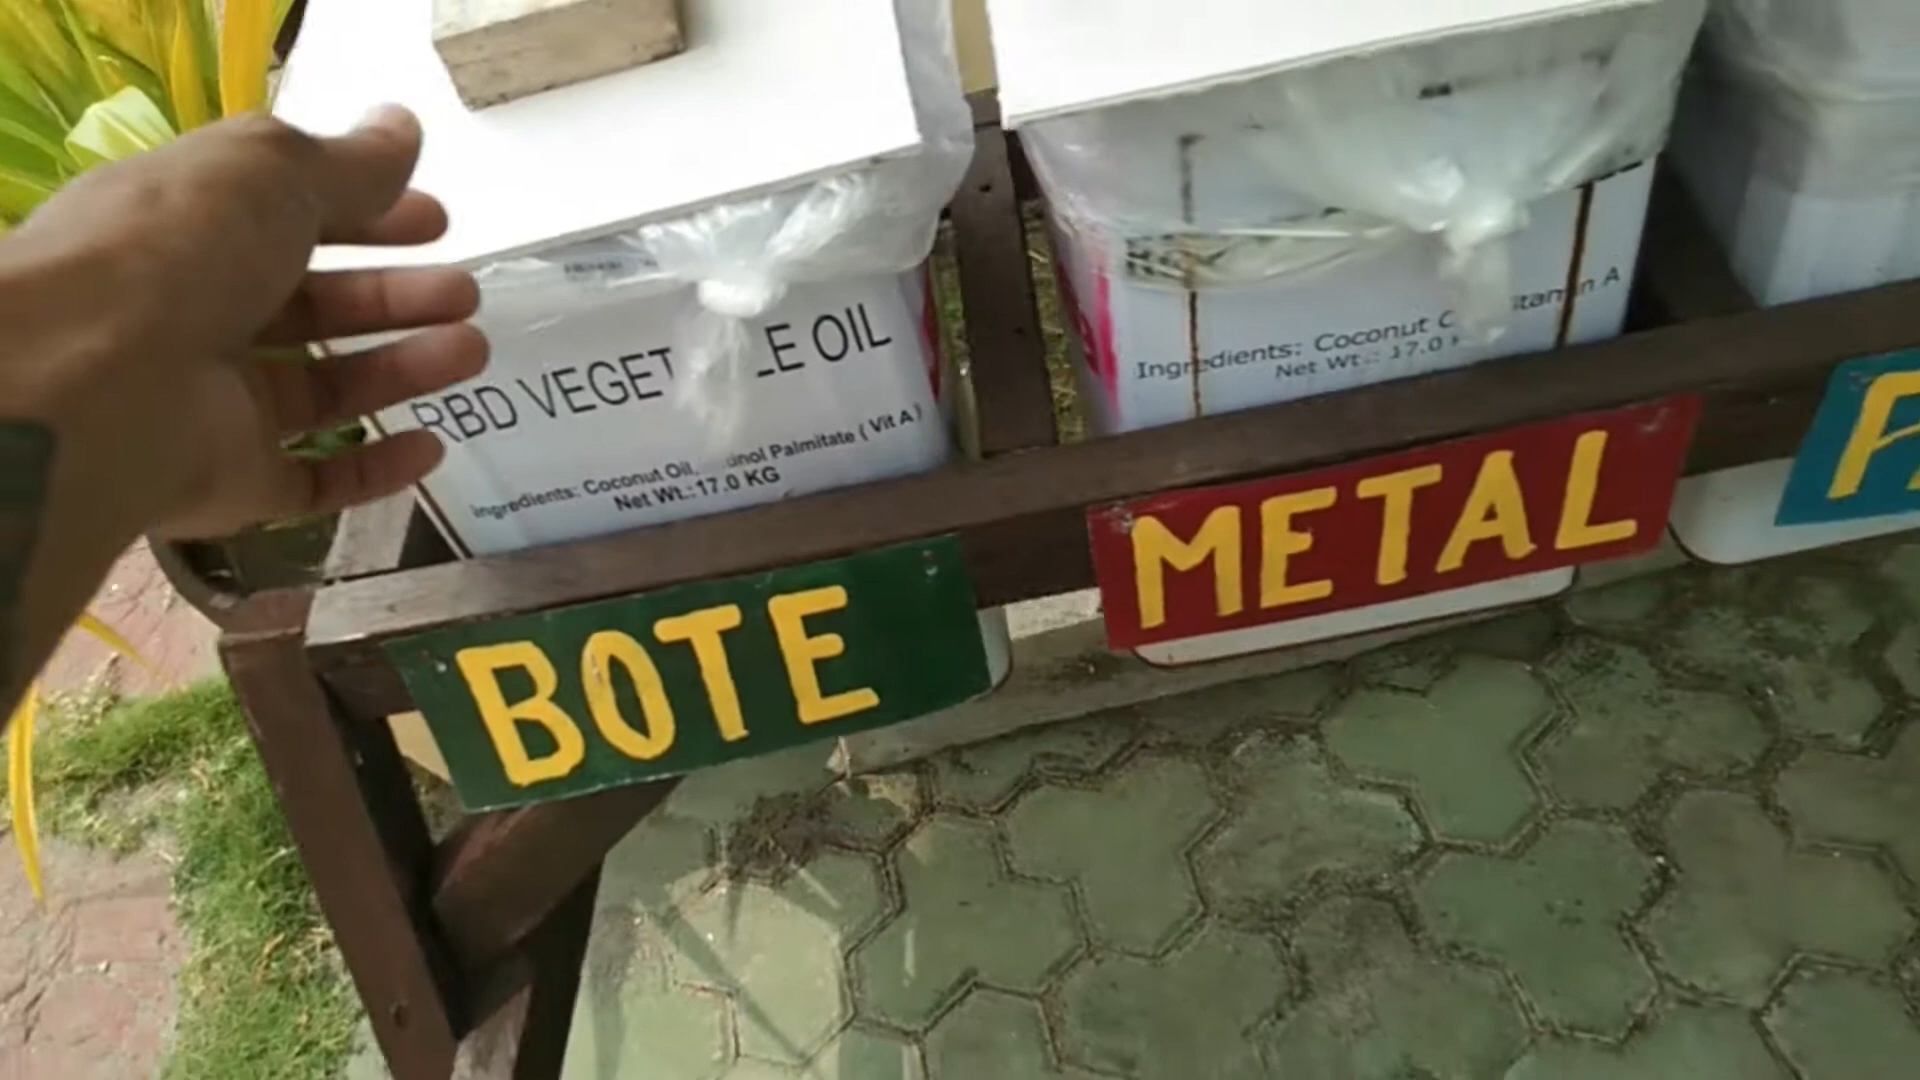 RBD VEGET LE OIL
Ingredients: Coconut Oil, inol Palmitate ( Vit A )
Net Wt.: 17.0 KG
Ingredients: Coconut itamin A
Net Wt.: 17.0
BOTE
METAL